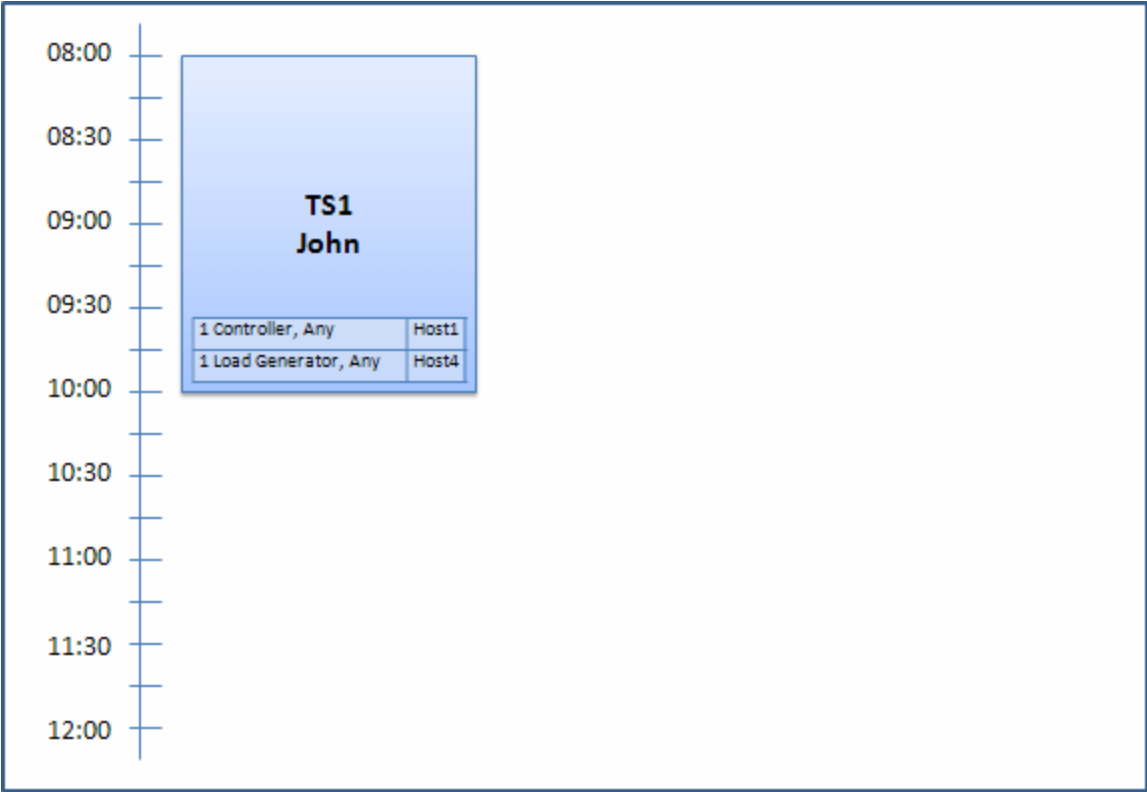 08:00
08:30
09:00
09:30
10:00
10:30
11:00
11:30
12:00
TS1
John
1 Controller, Any Host1
1 Load Generator, Any Host4